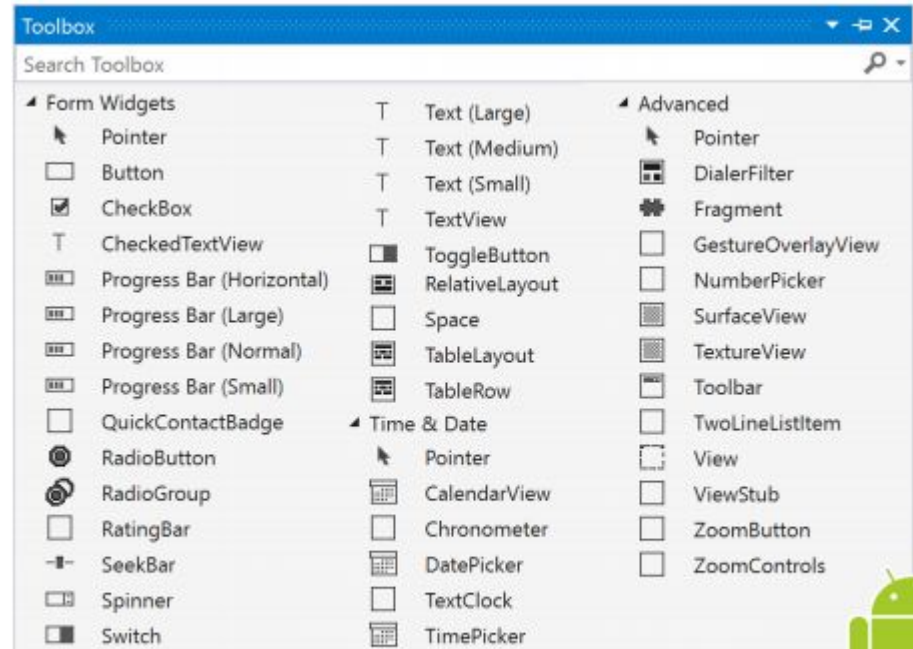 Toolbox
Search Toolbox
Form Widgets
Pointer
Button
CheckBox
CheckedTextView
Progress Bar (Horizontal)
Progress Bar (Large)
Progress Bar (Normal)
Progress Bar (Small)
QuickContactBadge
RadioButton
RadioGroup
RatingBar
SeekBar
Spinner
Switch
Text (Large)
Text (Medium)
Text (Small)
TextView
ToggleButton
RelativeLayout
Space
TableLayout
TableRow
Time & Date
Pointer
CalendarView
Chronometer
DatePicker
TextClock
TimePicker
Advanced
Pointer
DialerFilter
Fragment
GestureOverlayView
NumberPicker
SurfaceView
TextureView
Toolbar
TwoLineListItem
View
ViewStub
ZoomButton
ZoomControls